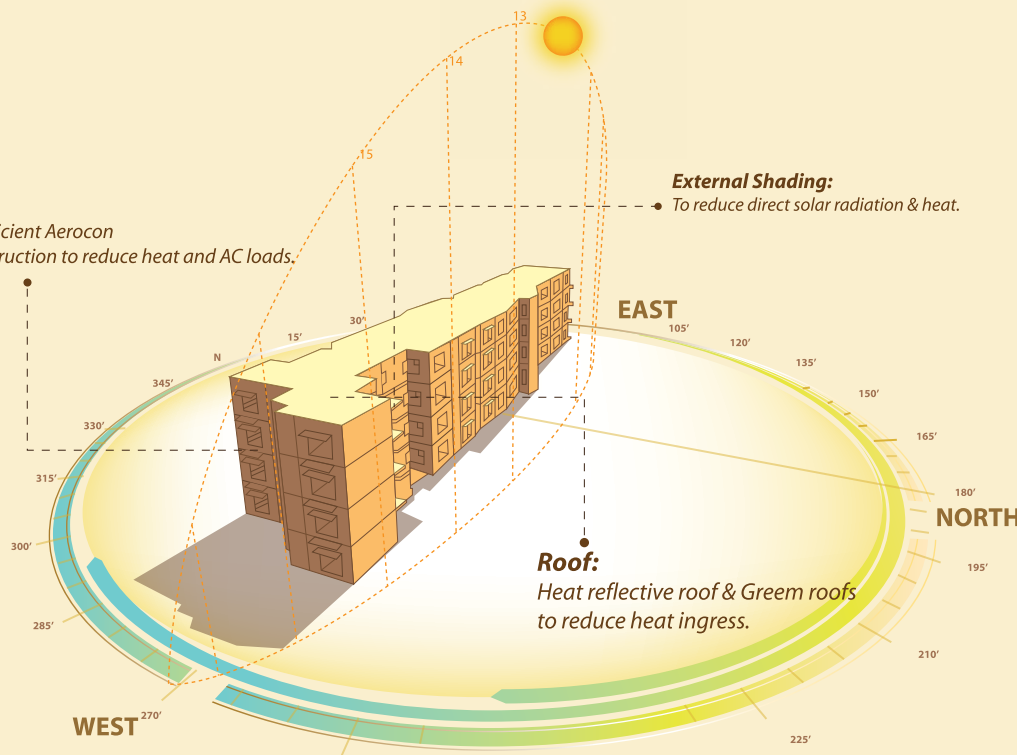 13
14
15
External Shading:
To reduce direct solar radiation & heat.
cient Aerocon
ruction to reduce heat and AC loads.
EAST
105′
120′
135′
150′
165′
180′
NORTH
195′
210′
225′
30′
15′
N
345′
330′
315′
300′
285′
270′
WEST
Roof:
Heat reflective roof & Greem roofs
to reduce heat ingress.